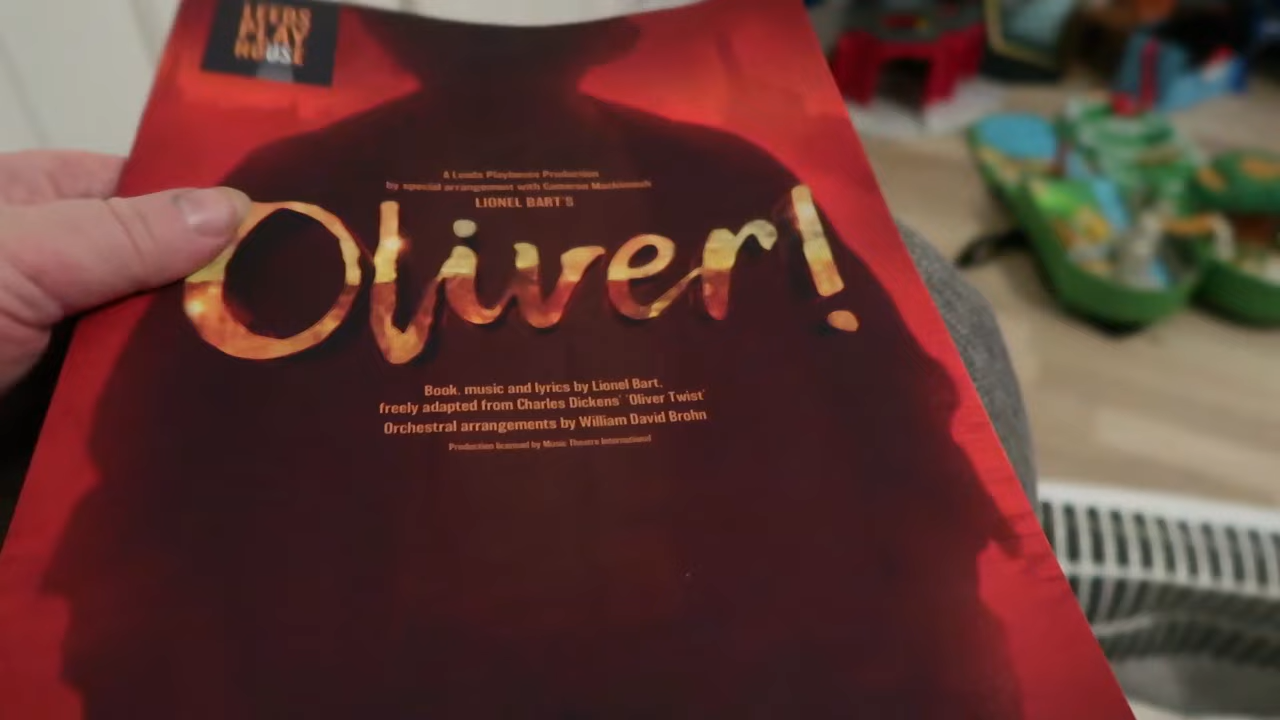 LEEDS
PLAY
HOUSE
A Leeds Playhouse Production
by special arrangement with Cameron Mackintosh
LIONEL BART'S
Oliver!
Book, music and lyrics by Lionel Bart,
freely adapted from Charles Dickens' 'Oliver Twist'
Orchestral arrangements by William David Brohn
Production licensed by Music Theatre International